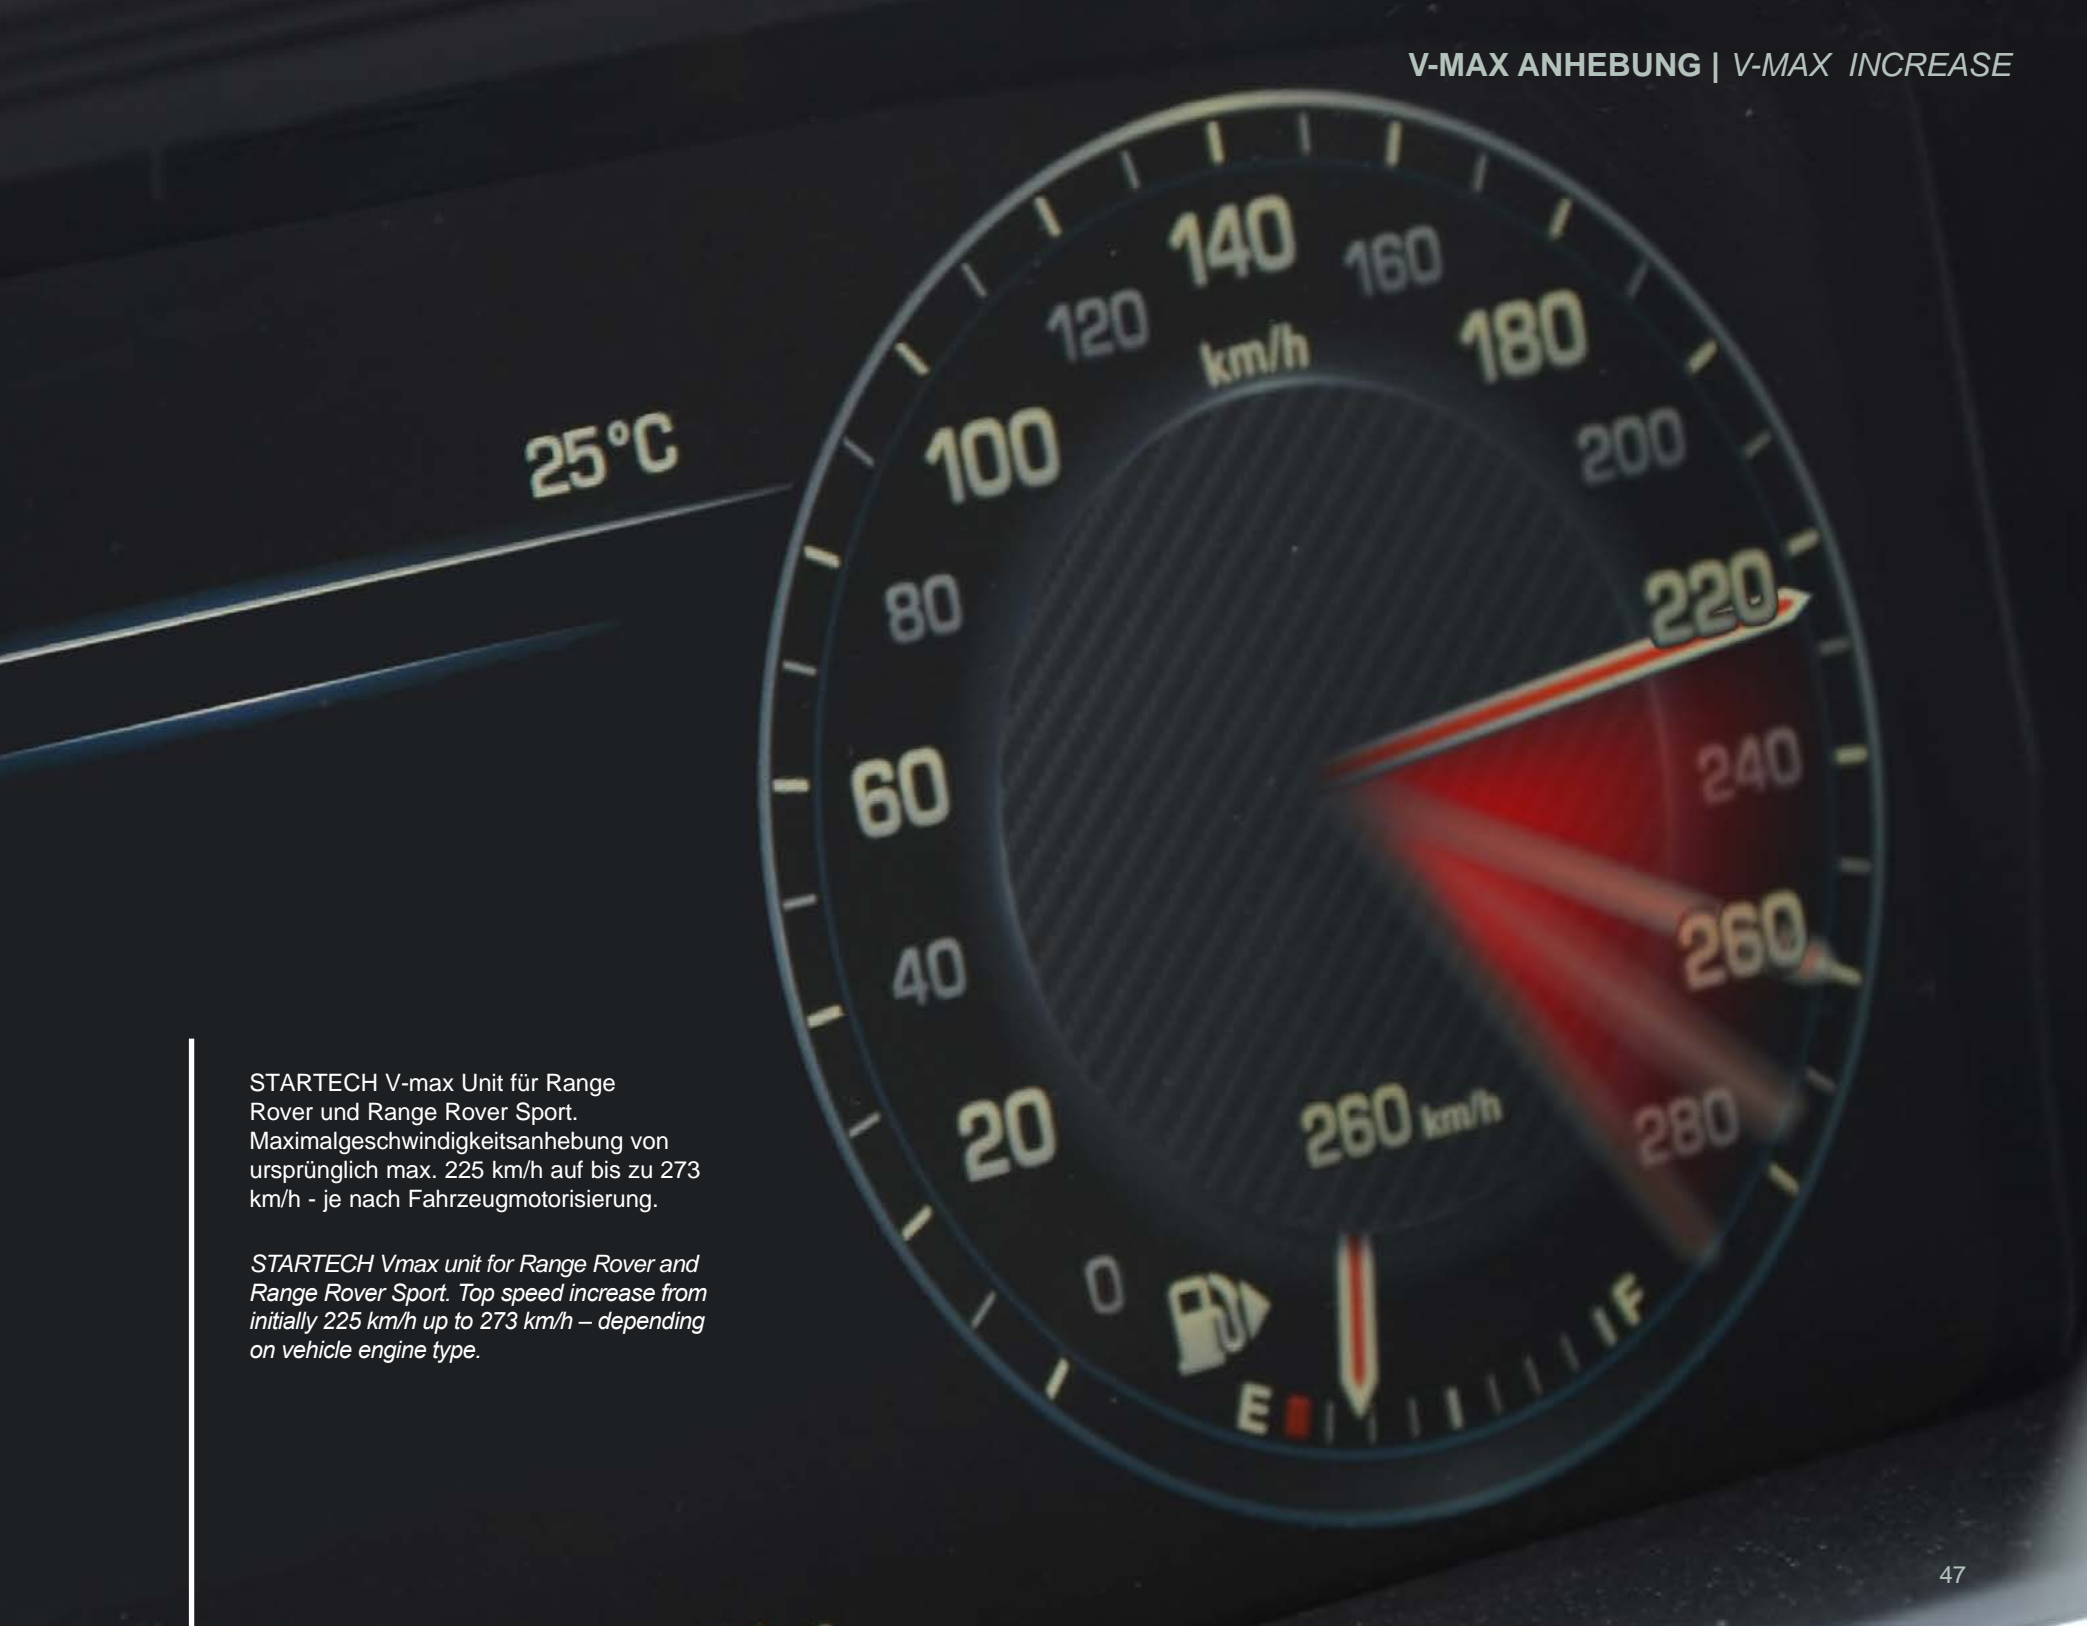 V-MAX ANHEBUNG | V-MAX INCREASE
140
160
120
km/h
180
100
200
25°C
220
80
240
60
260
40
20
260 km/h
280
0
F
E
STARTECH V-max Unit für Range
Rover und Range Rover Sport.
Maximalgeschwindigkeitsanhebung von
ursprünglich max. 225 km/h auf bis zu 273
km/h - je nach Fahrzeugmotorisierung.
STARTECH Vmax unit for Range Rover and
Range Rover Sport. Top speed increase from
initially 225 km/h up to 273 km/h – depending
on vehicle engine type.
47